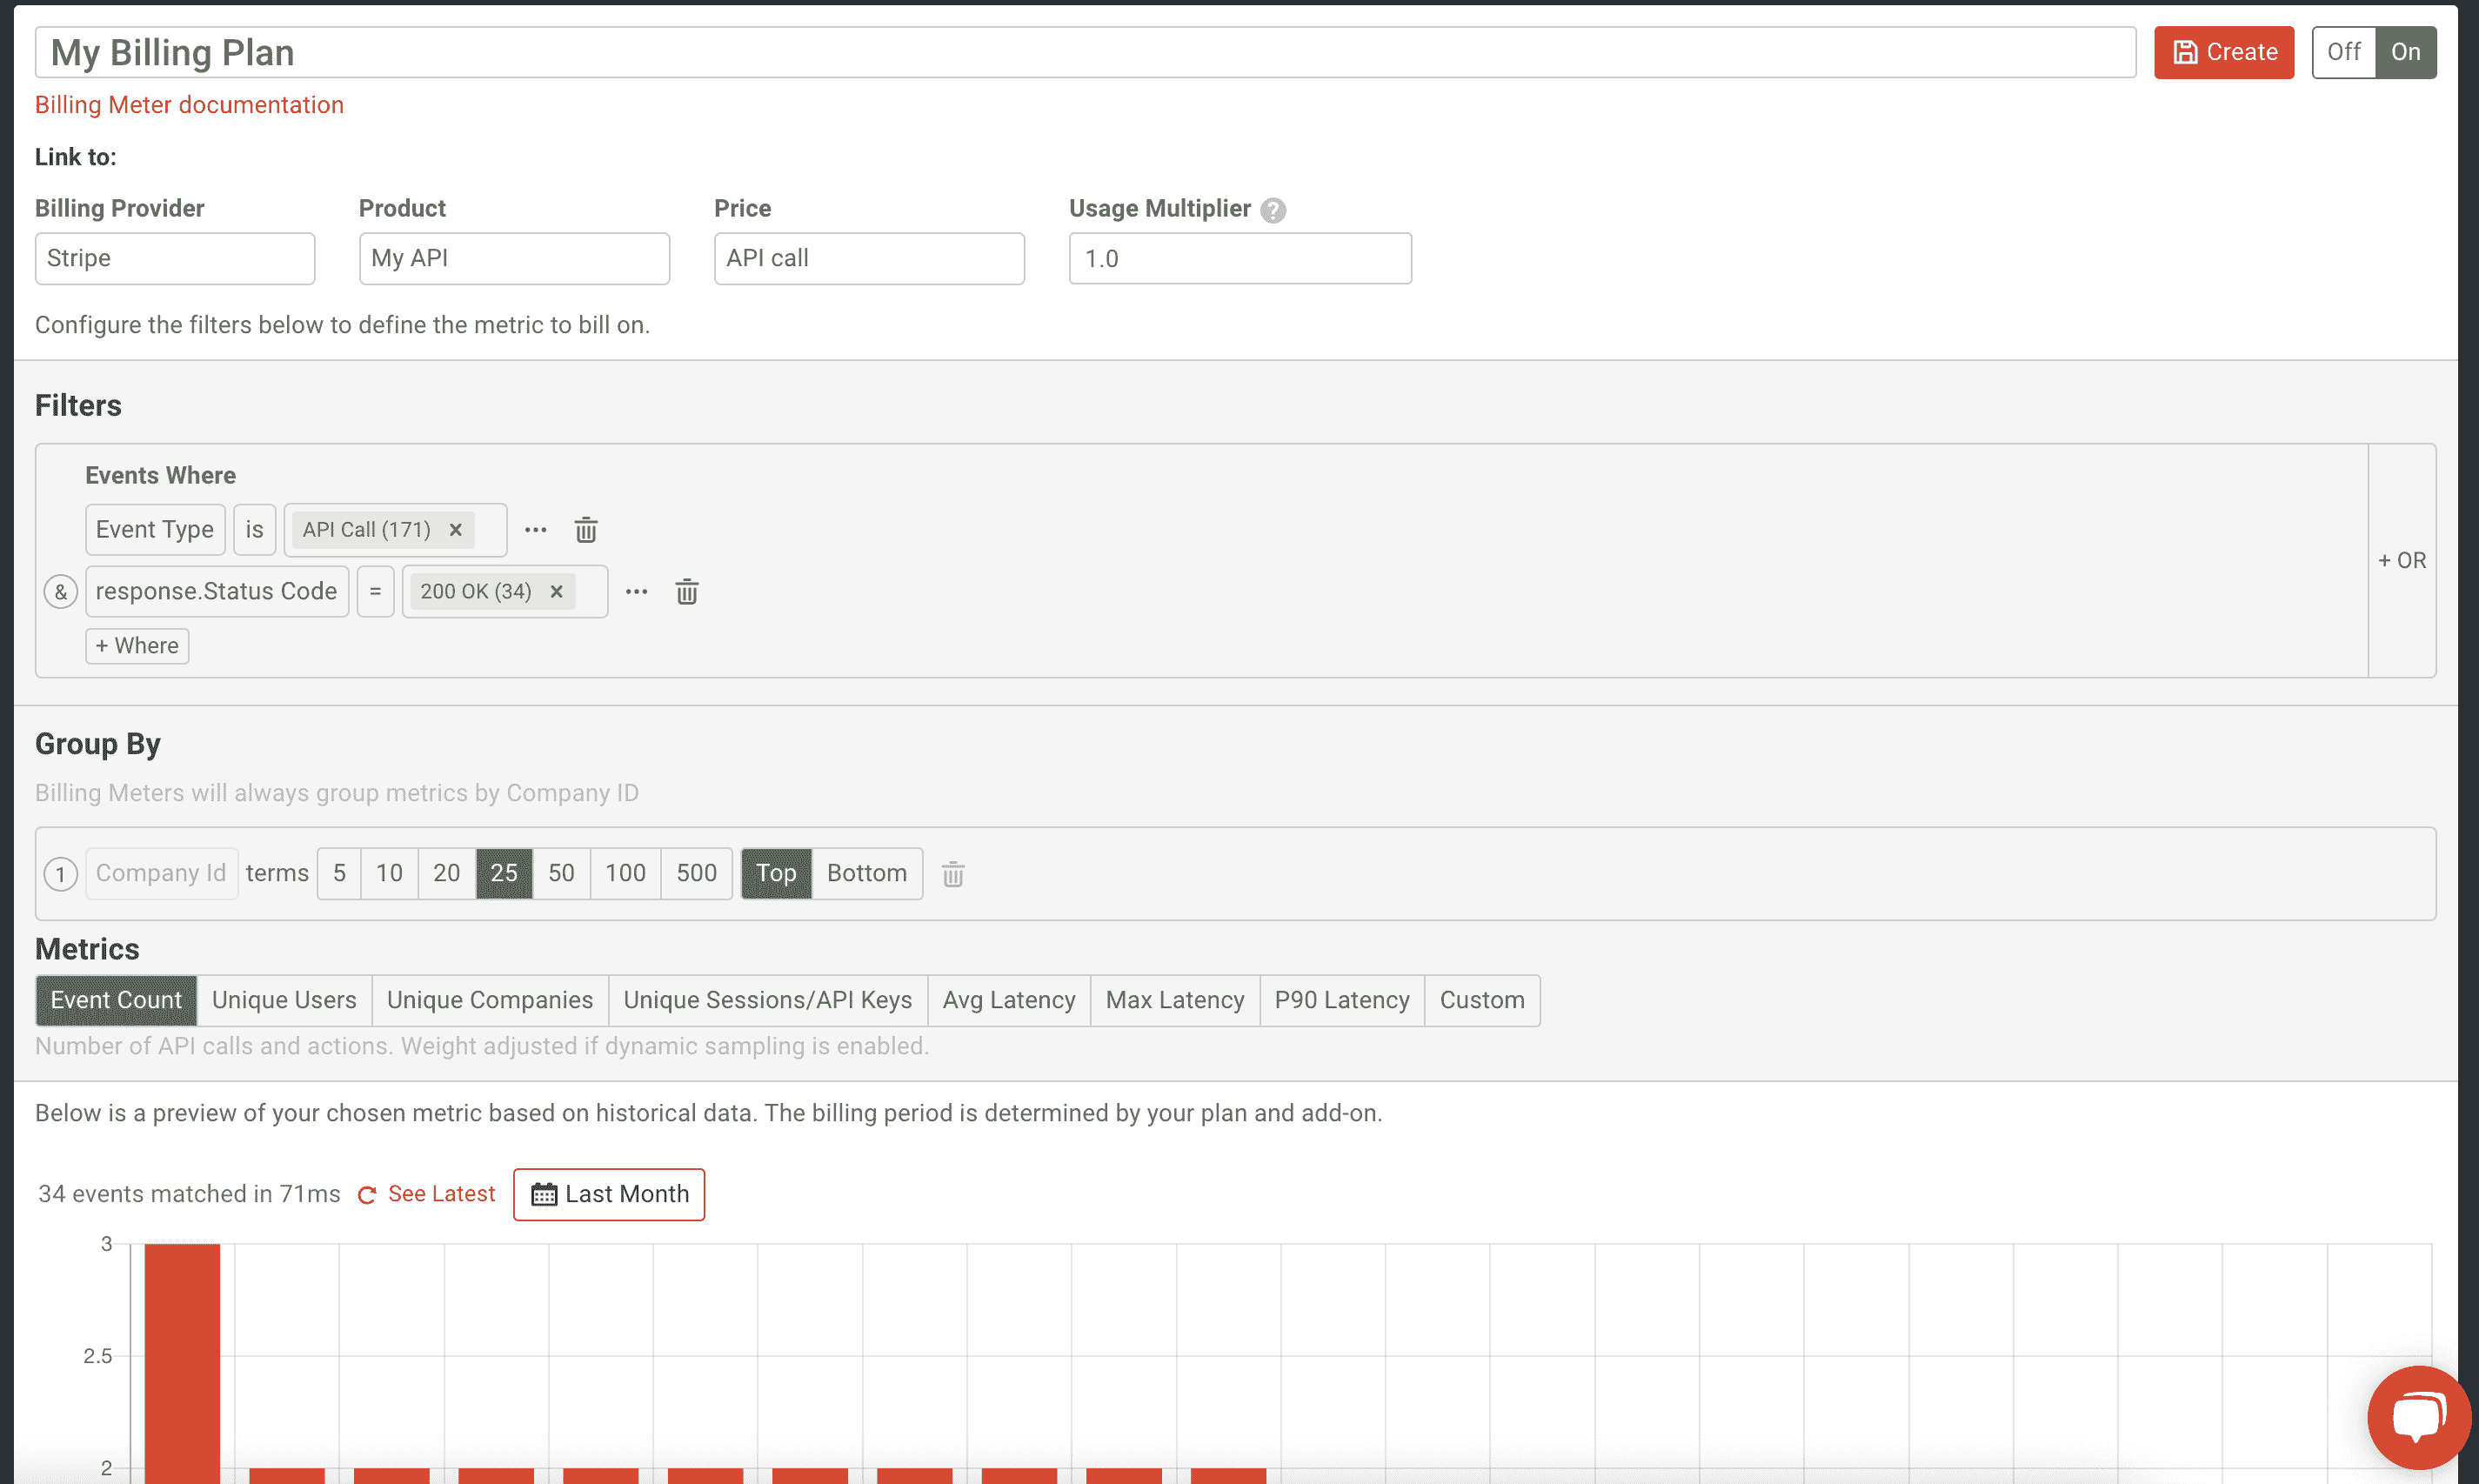 My Billing Plan
Create
Off On
Billing Meter documentation
Link to:
Billing Provider Product Price Usage Multiplier ?
Stripe My API API call 1.0
Configure the filters below to define the metric to bill on.
Filters
Events Where
Event Type is API Call (171) × ...
& response.Status Code = 200 OK (34) × ...
+ Where
+ OR
Group By
Billing Meters will always group metrics by Company ID
1 Company Id terms 5 10 20 25 50 100 500 Top Bottom
Metrics
Event Count Unique Users Unique Companies Unique Sessions/API Keys Avg Latency Max Latency P90 Latency Custom
Number of API calls and actions. Weight adjusted if dynamic sampling is enabled.
Below is a preview of your chosen metric based on historical data. The billing period is determined by your plan and add-on.
34 events matched in 71ms See Latest Last Month
3
2.5
2